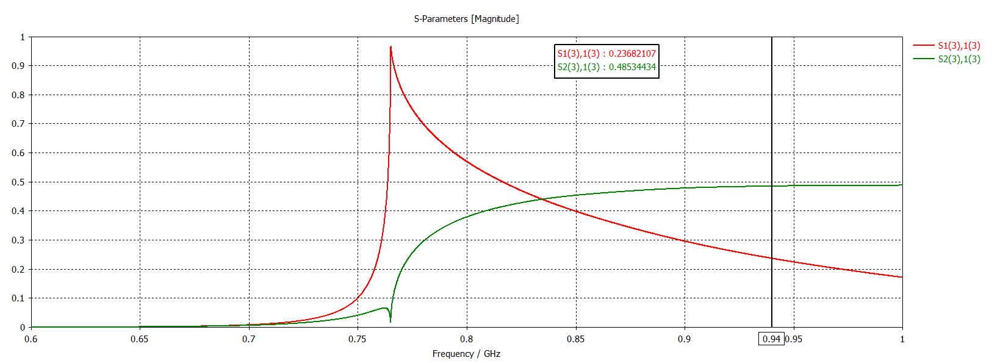 S-Parameters [Magnitude]
S1(3),1(3) : 0.23682107
S2(3),1(3) : 0.48534434
S1(3),1(3)
S2(3),1(3)
1
0.9
0.8
0.7
0.6
0.5
0.4
0.3
0.2
0.1
0
0.6 0.65 0.7 0.75 0.8 0.85 0.9 0.94 0.95 1
Frequency / GHz